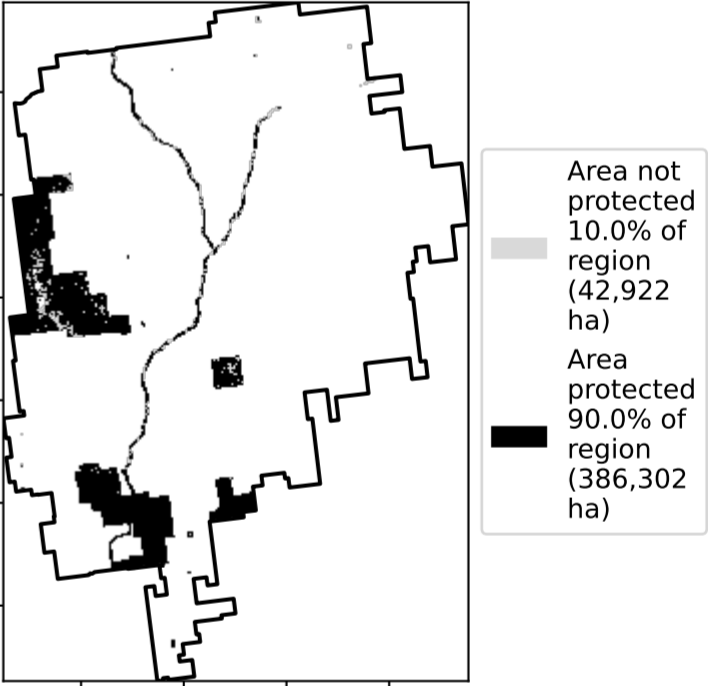 Area not
protected
10.0% of
region
(42,922
ha)
Area
protected
90.0% of
region
(386,302
ha)